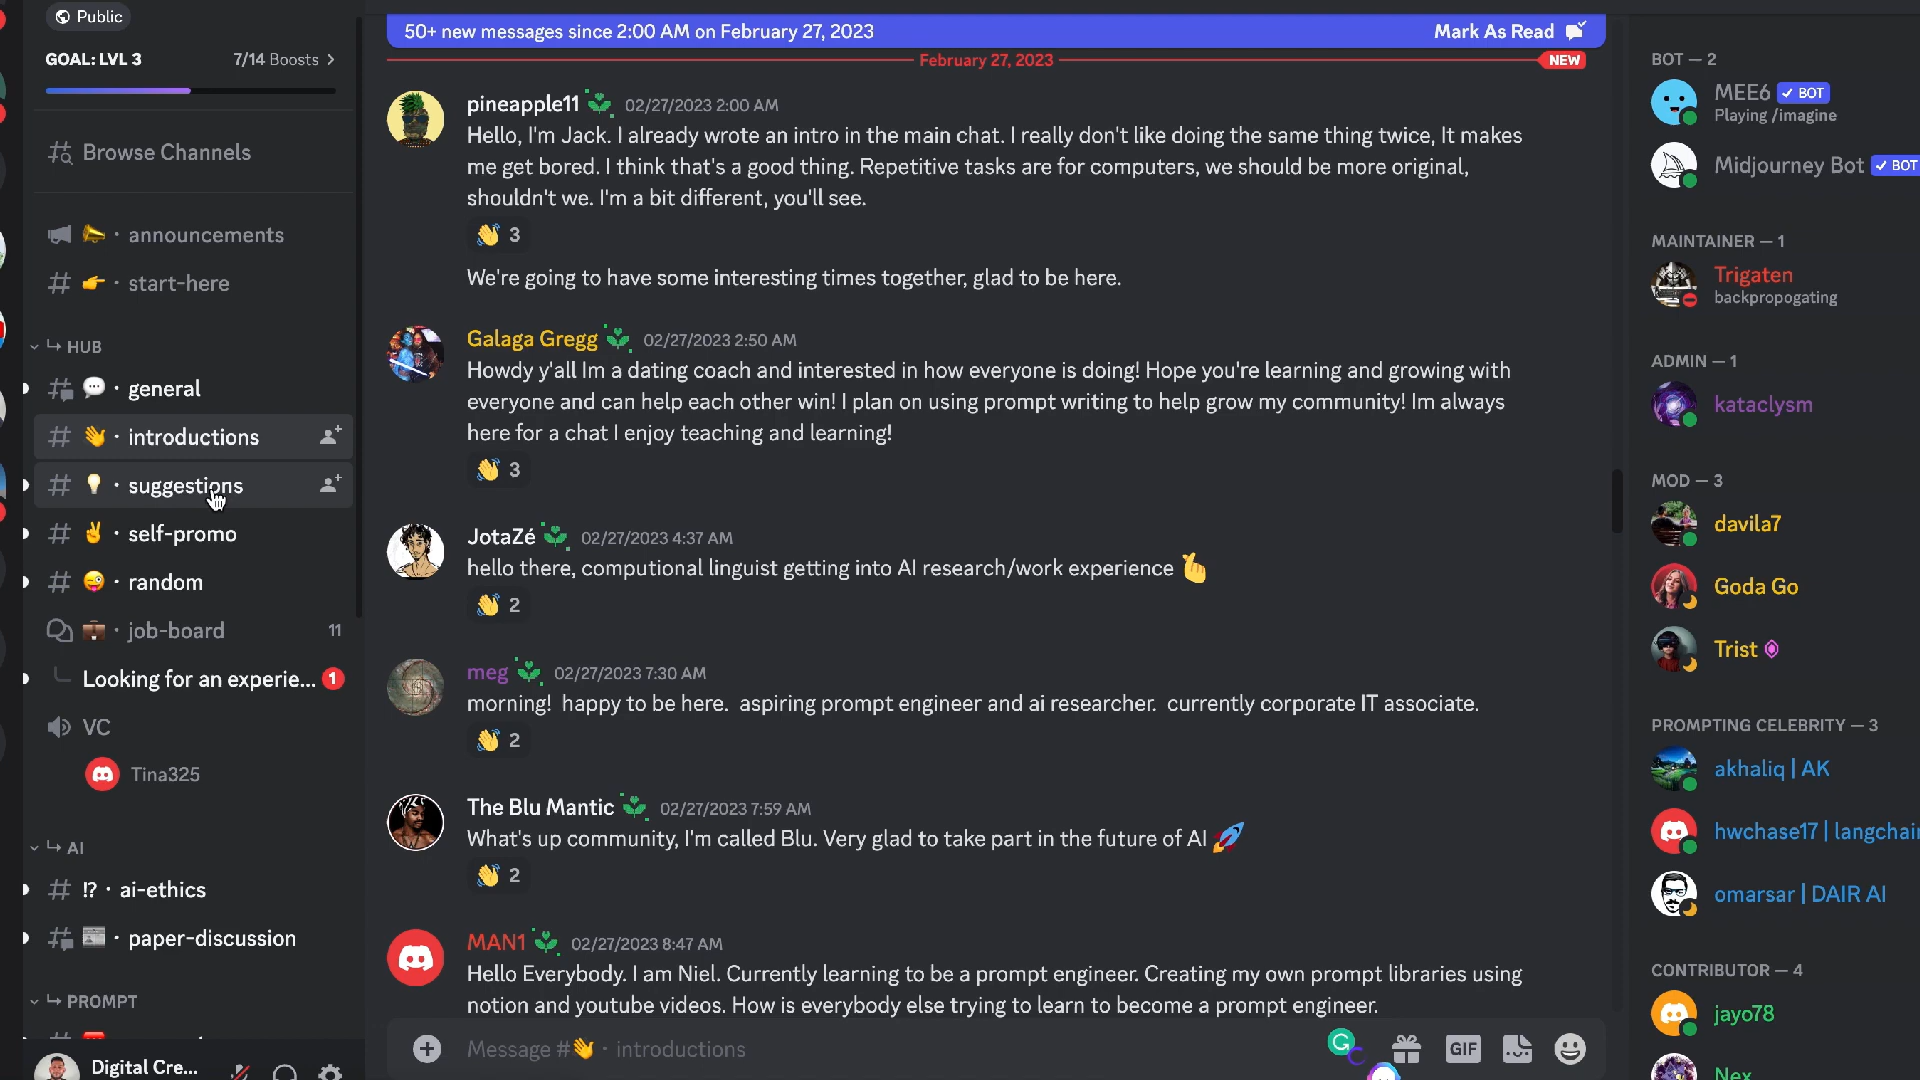 Public
GOAL: LVL 3 7/14 Boosts
Browse Channels
announcements
start-here
HUB
general
introductions
suggestions
self-promo
random
job-board 11
Looking for an experie... 1
VC
Tina325
AI
⁉ · ai-ethics
paper-discussion
PROMPT
Digital Cre...
50+ new messages since 2:00 AM on February 27, 2023 Mark As Read
February 27, 2023 NEW
pineapple11 02/27/2023 2:00 AM
Hello, I'm Jack. I already wrote an intro in the main chat. I really don't like doing the same thing twice, It makes
me get bored. I think that's a good thing. Repetitive tasks are for computers, we should be more original,
shouldn't we. I'm a bit different, you'll see.
👋 3
We're going to have some interesting times together, glad to be here.
Galaga Gregg 02/27/2023 2:50 AM
Howdy y'all Im a dating coach and interested in how everyone is doing! Hope you're learning and growing with
everyone and can help each other win! I plan on using prompt writing to help grow my community! Im always
here for a chat I enjoy teaching and learning!
👋 3
JotaZé 02/27/2023 4:37 AM
hello there, computional linguist getting into AI research/work experience
👋 2
meg 02/27/2023 7:30 AM
morning! happy to be here. aspiring prompt engineer and ai researcher. currently corporate IT associate.
👋 2
The Blu Mantic 02/27/2023 7:59 AM
What's up community, I'm called Blu. Very glad to take part in the future of AI 🚀
👋 2
MAN1 02/27/2023 8:47 AM
Hello Everybody. I am Niel. Currently learning to be a prompt engineer. Creating my own prompt libraries using
notion and youtube videos. How is everybody else trying to learn to become a prompt engineer.
Message #👋 · introductions
GIF
BOT — 2
MEE6 ✓ BOT
Playing /imagine
Midjourney Bot ✓ BOT
MAINTAINER — 1
Trigaten
backpropogating
ADMIN — 1
kataclysm
MOD — 3
davila7
Goda Go
Trist
PROMPTING CELEBRITY — 3
akhaliq | AK
hwchase17 | langchain
omarsar | DAIR AI
CONTRIBUTOR — 4
jayo78
Nex